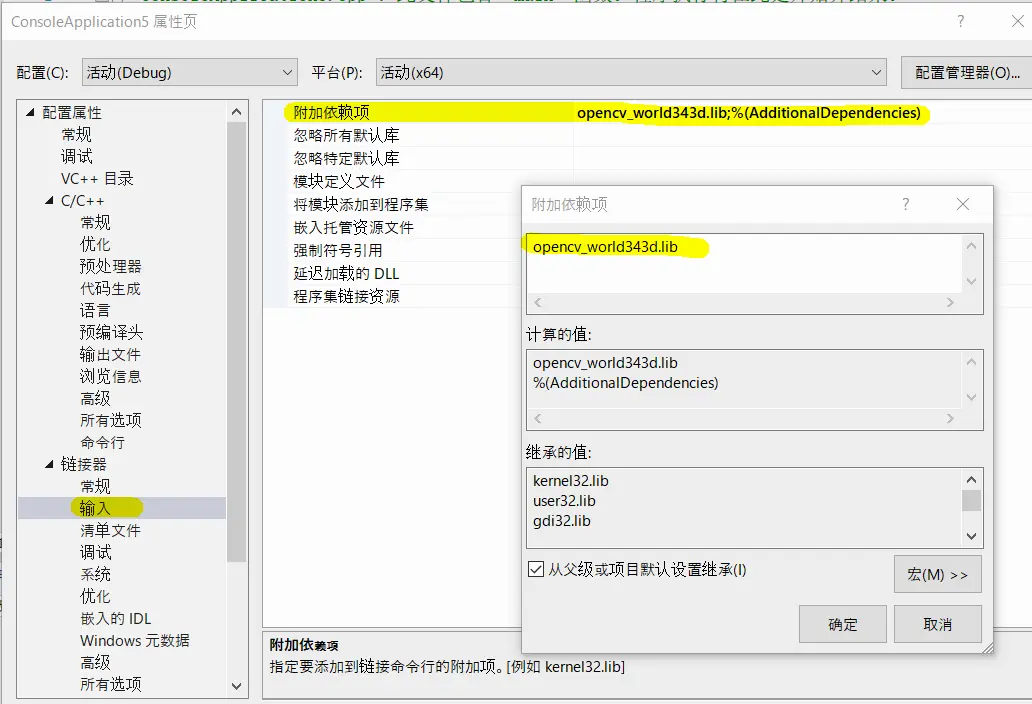 ConsoleApplication5 属性页
配置(C): 活动(Debug) 平台(P): 活动(x64) 配置管理器(O)...
配置属性
常规
调试
VC++ 目录
C/C++
常规
优化
预处理器
代码生成
语言
预编译头
输出文件
浏览信息
高级
所有选项
命令行
链接器
常规
输入
清单文件
调试
系统
优化
嵌入的 IDL
Windows 元数据
高级
所有选项
附加依赖项 opencv_world343d.lib;%(AdditionalDependencies)
忽略所有默认库
忽略特定默认库
模块定义文件
将模块添加到程序集
嵌入托管资源文件
强制符号引用
延迟加载的 DLL
程序集链接资源
附加依赖项
opencv_world343d.lib
计算的值:
opencv_world343d.lib
%(AdditionalDependencies)
继承的值:
kernel32.lib
user32.lib
gdi32.lib
从父级或项目默认设置继承(I)
宏(M) >>
确定 取消
附加依赖项
指定要添加到链接命令行的附加项。[例如 kernel32.lib]